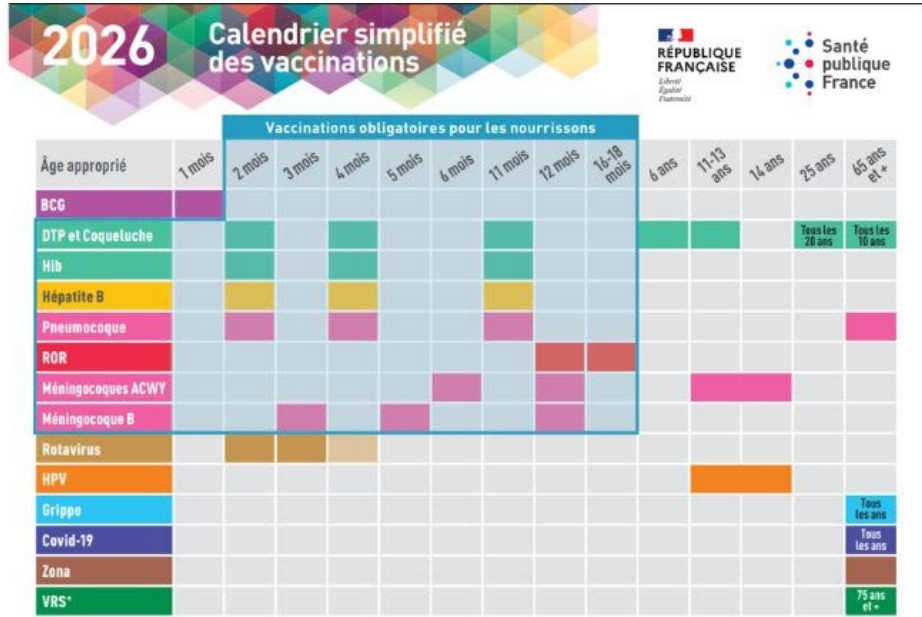 2026
Calendrier simplifié
des vaccinations
RÉPUBLIQUE
FRANÇAISE
Liberté
Égalité
Fraternité
Santé
publique
France
Vaccinations obligatoires pour les nourrissons
Âge approprié
1 mois
2 mois
3 mois
4 mois
5 mois
6 mois
11 mois
12 mois
16-18
mois
6 ans
11-13
ans
14 ans
25 ans
65 ans
et +
BCG
DTP et Coqueluche
Tous les
20 ans
Tous les
10 ans
Hib
Hépatite B
Pneumocoque
ROR
Méningocoques ACWY
Méningocoque B
Rotavirus
HPV
Grippe
Tous
les ans
Covid-19
Tous
les ans
Zona
VRS*
75 ans
et +